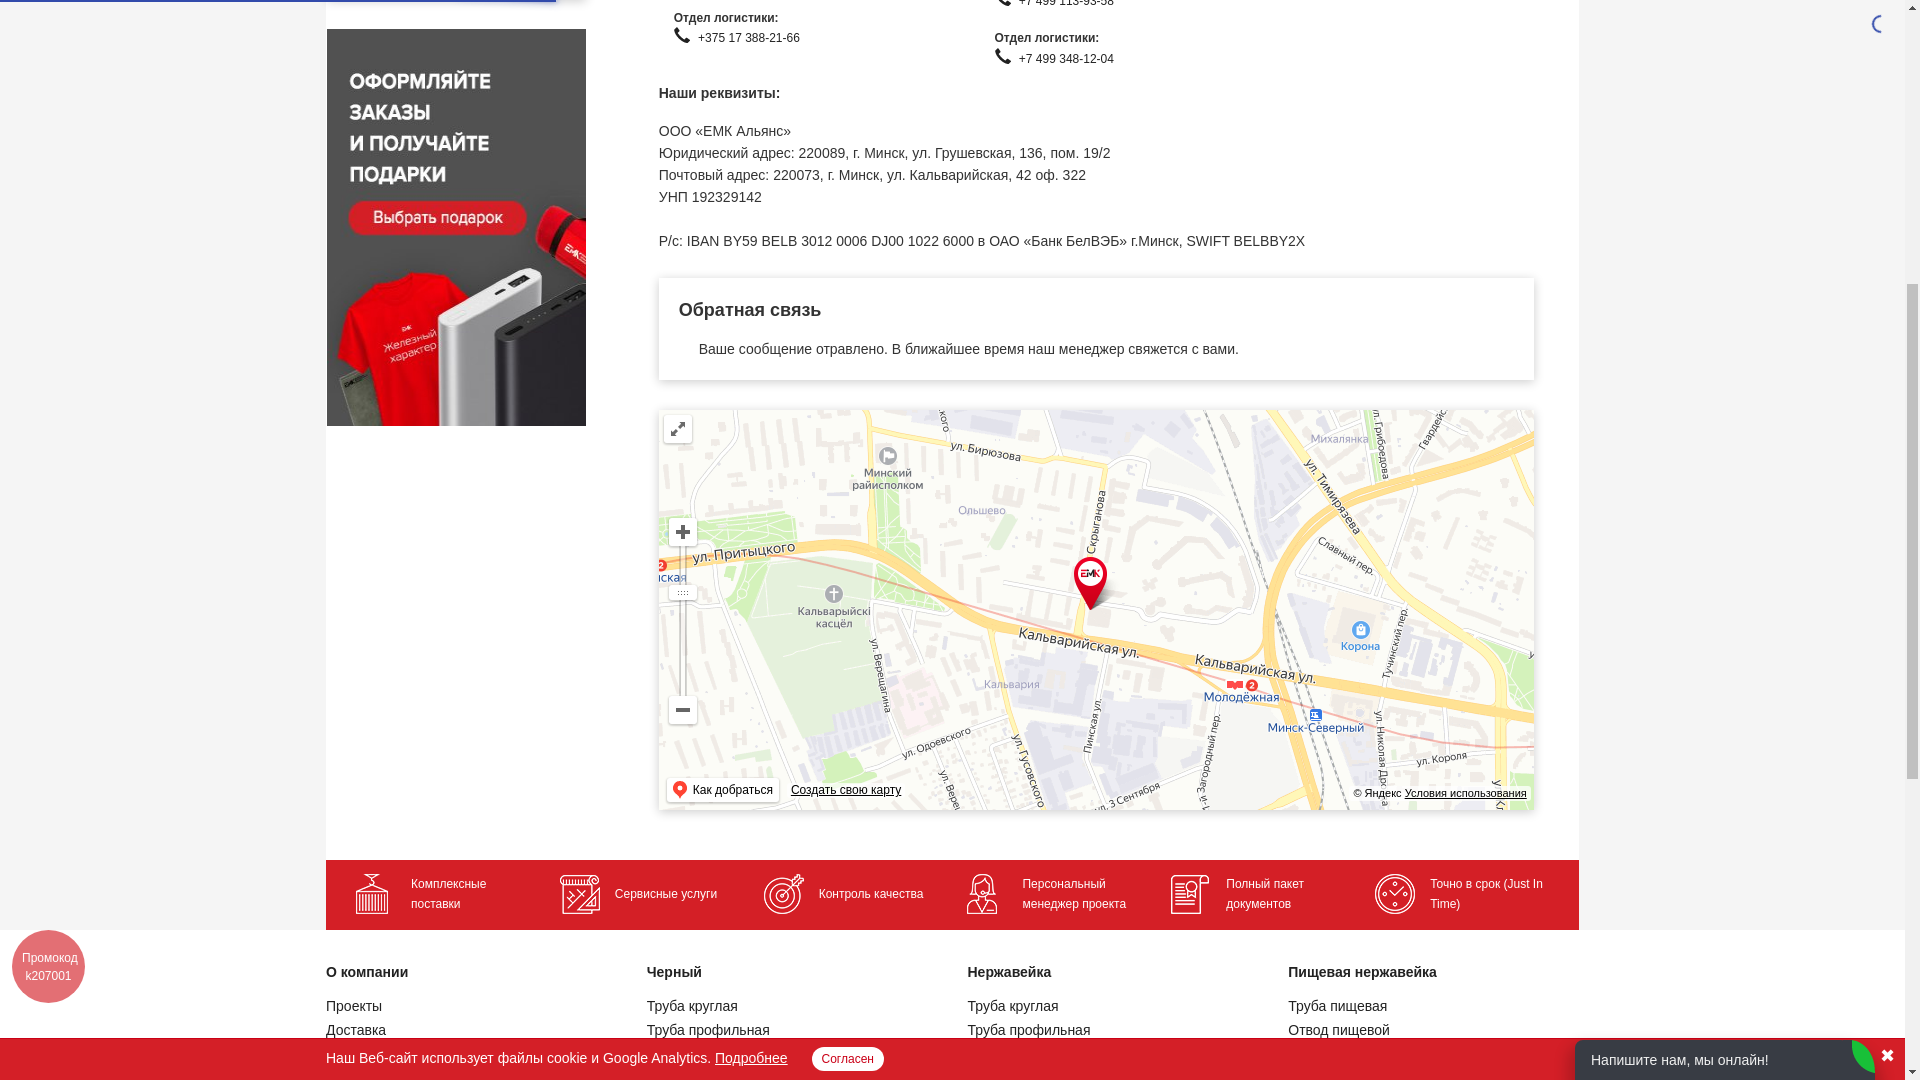 +7 499 113-93-58
Отдел логистики:
+375 17 388-21-66
Отдел логистики:
+7 499 348-12-04
ОФОРМЛЯЙТЕ
ЗАКАЗЫ
И ПОЛУЧАЙТЕ
ПОДАРКИ
Выбрать подарок
ЕМК
ЕМК
Железный
характер
Наши реквизиты:
ООО «ЕМК Альянс»
Юридический адрес: 220089, г. Минск, ул. Грушевская, 136, пом. 19/2
Почтовый адрес: 220073, г. Минск, ул. Кальварийская, 42 оф. 322
УНП 192329142
Р/с: IBAN BY59 BELB 3012 0006 DJ00 1022 6000 в ОАО «Банк БелВЭБ» г.Минск, SWIFT BELBBY2X
Обратная связь
Ваше сообщение отравлено. В ближайшее время наш менеджер свяжется с вами.
ул. Бирюзова
Михалянка
ул. Грибоедова
Минский
райисполком
ул. Тимирязева
Ольшево
Скрыганова
ул. Притыцкого
Славный пер.
2
ская
ЕМК
Кальварыйскі
касцёл
Кальварийская ул.
Корона
Тучинский пер.
ул. Верещагина
Кальварийская ул.
Кальвария
2
Молодёжная
Минск-Северный
Пинская ул.
ул. Одоевского
ул. Гусовского
ул. Короля
ул. 3 Сентября
Как добраться
Создать свою карту
© Яндекс Условия использования
Комплексные
поставки
Сервисные услуги
Контроль качества
Персональный
менеджер проекта
Полный пакет
документов
Точно в срок (Just In
Time)
Промокод
k207001
О компании
Черный
Нержавейка
Пищевая нержавейка
Проекты
Труба круглая
Труба круглая
Труба пищевая
Доставка
Труба профильная
Труба профильная
Отвод пищевой
Наш Веб-сайт использует файлы cookie и Google Analytics. Подробнее
Согласен
Напишите нам, мы онлайн!